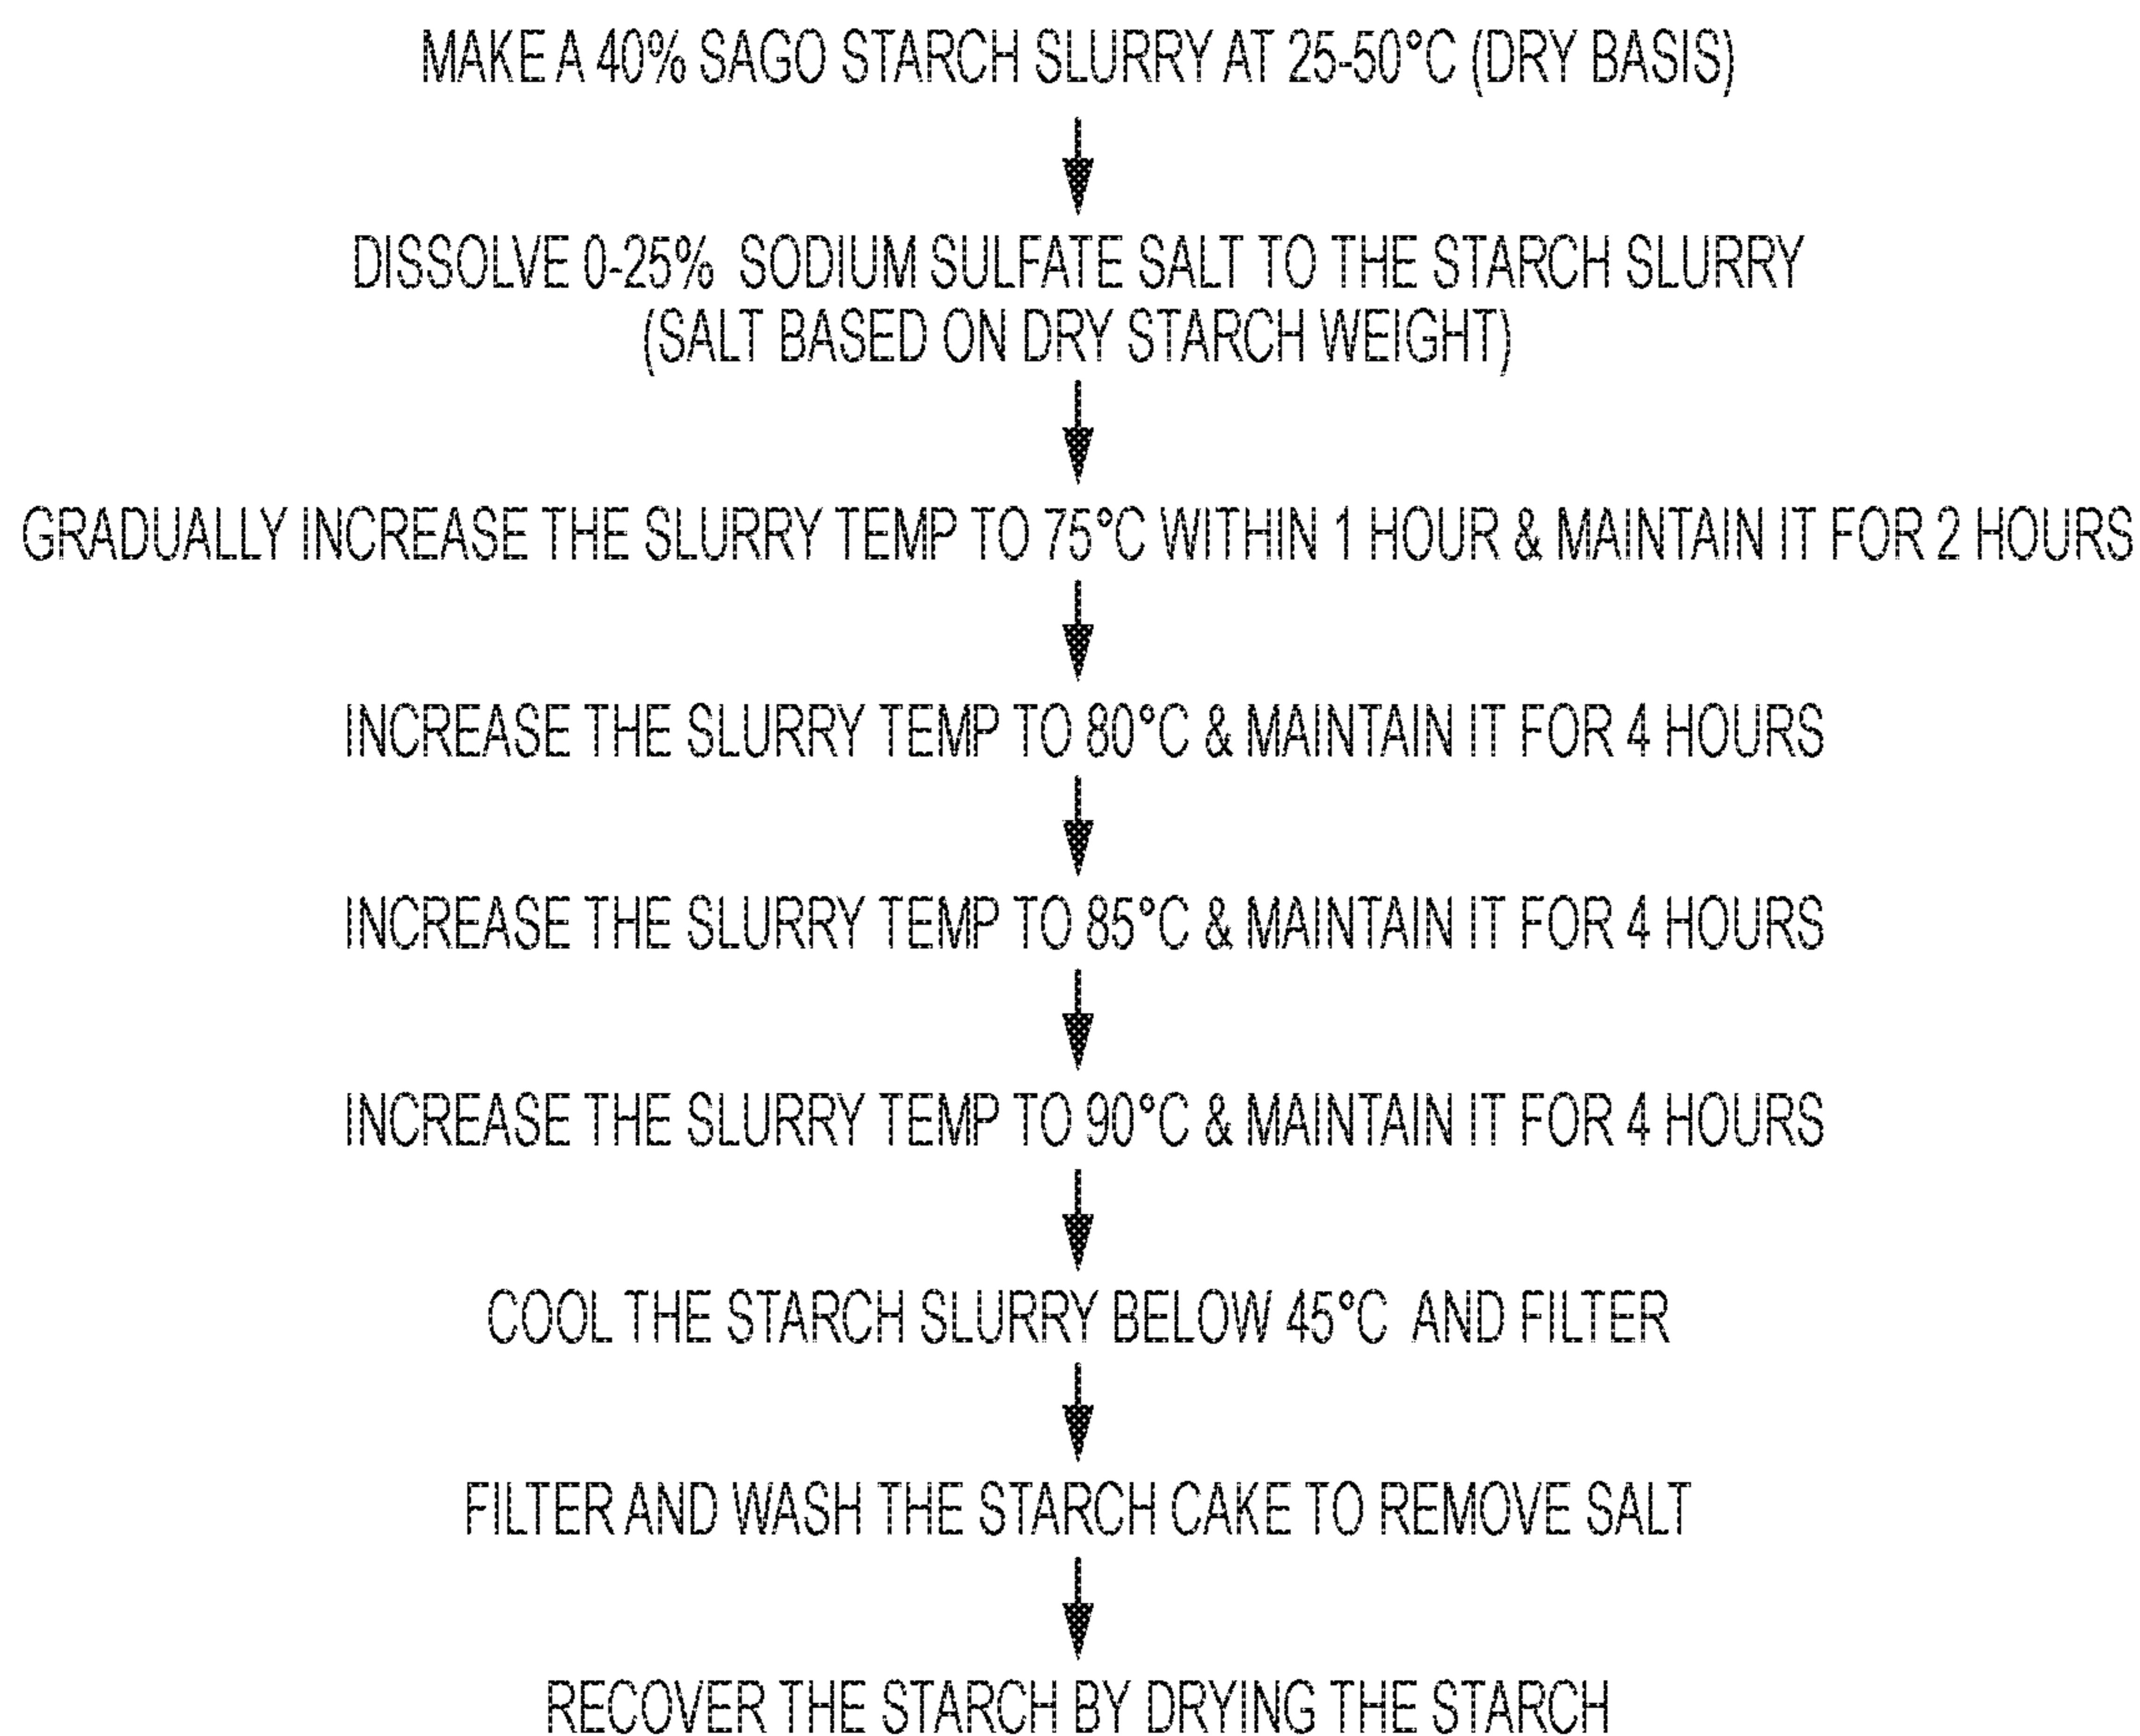 MAKE A 40% SAGO STARCH SLURRY AT 25-50°C (DRY BASIS)
DISSOLVE 0-25% SODIUM SULFATE SALT TO THE STARCH SLURRY
(SALT BASED ON DRY STARCH WEIGHT)
GRADUALLY INCREASE THE SLURRY TEMP TO 75°C WITHIN 1 HOUR & MAINTAIN IT FOR 2 HOURS
INCREASE THE SLURRY TEMP TO 80°C & MAINTAIN IT FOR 4 HOURS
INCREASE THE SLURRY TEMP TO 85°C & MAINTAIN IT FOR 4 HOURS
INCREASE THE SLURRY TEMP TO 90°C & MAINTAIN IT FOR 4 HOURS
COOL THE STARCH SLURRY BELOW 45°C AND FILTER
FILTER AND WASH THE STARCH CAKE TO REMOVE SALT
RECOVER THE STARCH BY DRYING THE STARCH